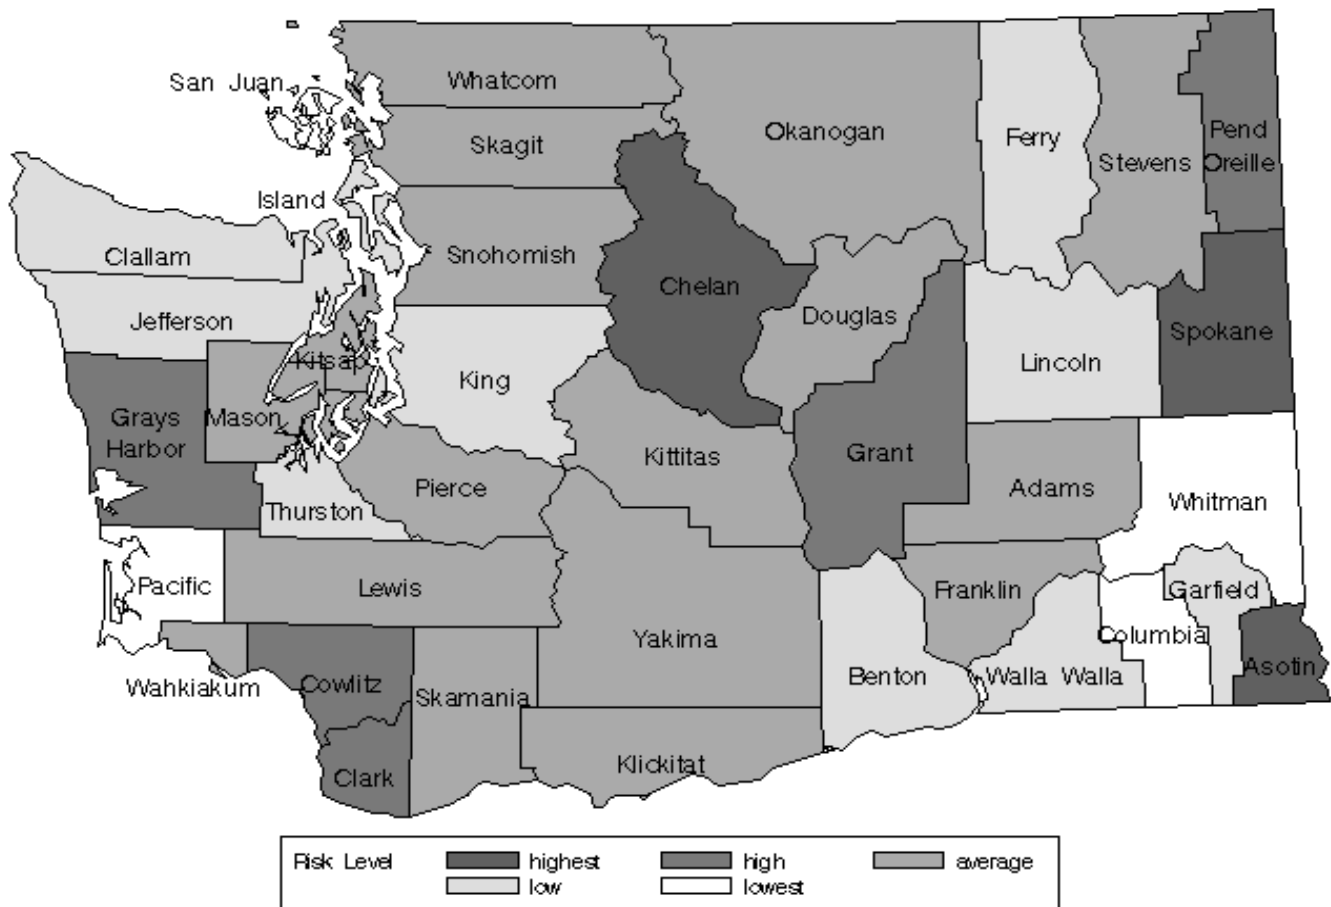 San Juan
Whatcom
Skagit
Okanogan
Ferry
Stevens
Pend
Oreille
Island
Clallam
Snohomish
Chelan
Jefferson
Douglas
Spokane
Kitsap
King
Lincoln
Grays
Harbor
Mason
Kittitas
Grant
Pierce
Adams
Thurston
Whitman
Pacific
Lewis
Franklin
Garfield
Yakima
Columbia
Wahkiakum
Cowlitz
Skamania
Benton
Walla Walla
Asotin
Klickitat
Clark
Risk Level highest high average
low lowest